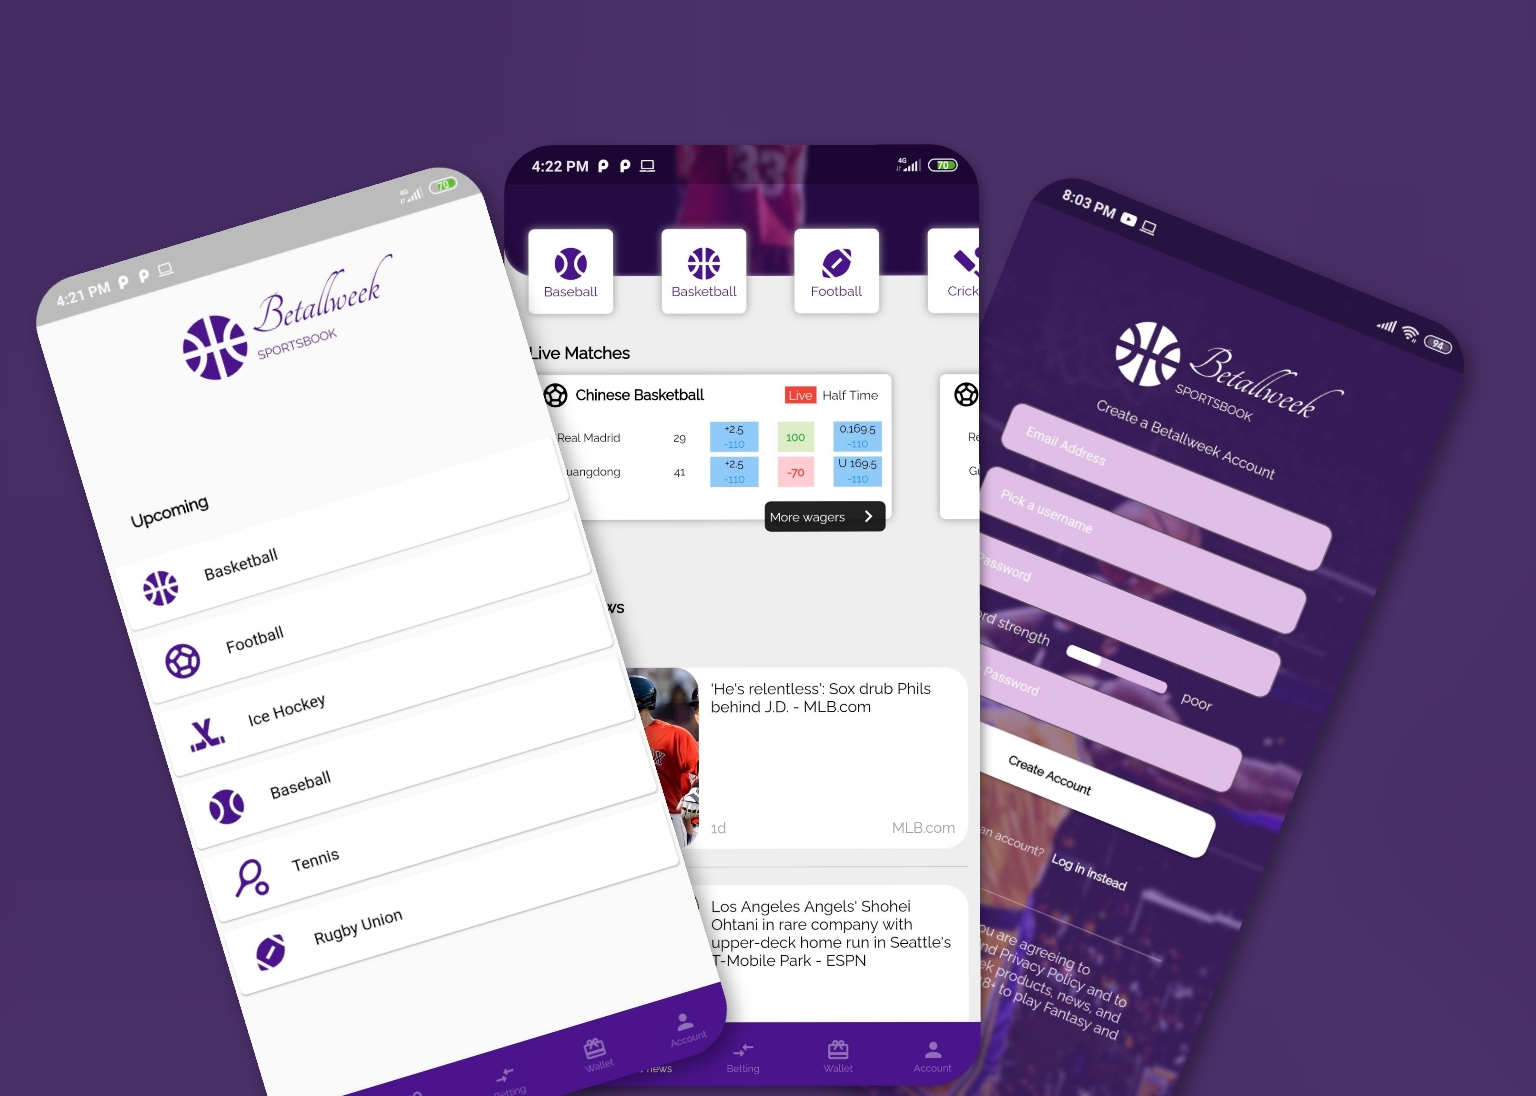 4:21 PM
4G
70
Betallweek
SPORTSBOOK
Upcoming
Basketball
Football
Ice Hockey
Baseball
Tennis
Rugby Union
Betting
Wallet
Account
4:22 PM
4G
70
33
Baseball
Basketball
Football
Crick
Live Matches
Chinese Basketball
Live
Half Time
Real Madrid
29
+2.5
-110
100
0.169.5
-110
uangdong
41
+2.5
-110
-70
U 169.5
-110
More wagers
Re
Gu
ws
'He's relentless': Sox drub Phils
behind J.D. - MLB.com
1d
MLB.com
Los Angeles Angels' Shohei
Ohtani in rare company with
upper-deck home run in Seattle's
T-Mobile Park - ESPN
news
Betting
Wallet
Account
8:03 PM
94
Betallweek
SPORTSBOOK
Create a Betallweek Account
Email Address
Pick a username
Password
ord strength
poor
Password
Create Account
an account? Log in instead
ou are agreeing to
nd Privacy Policy and to
ek products, news, and
8+ to play Fantasy and